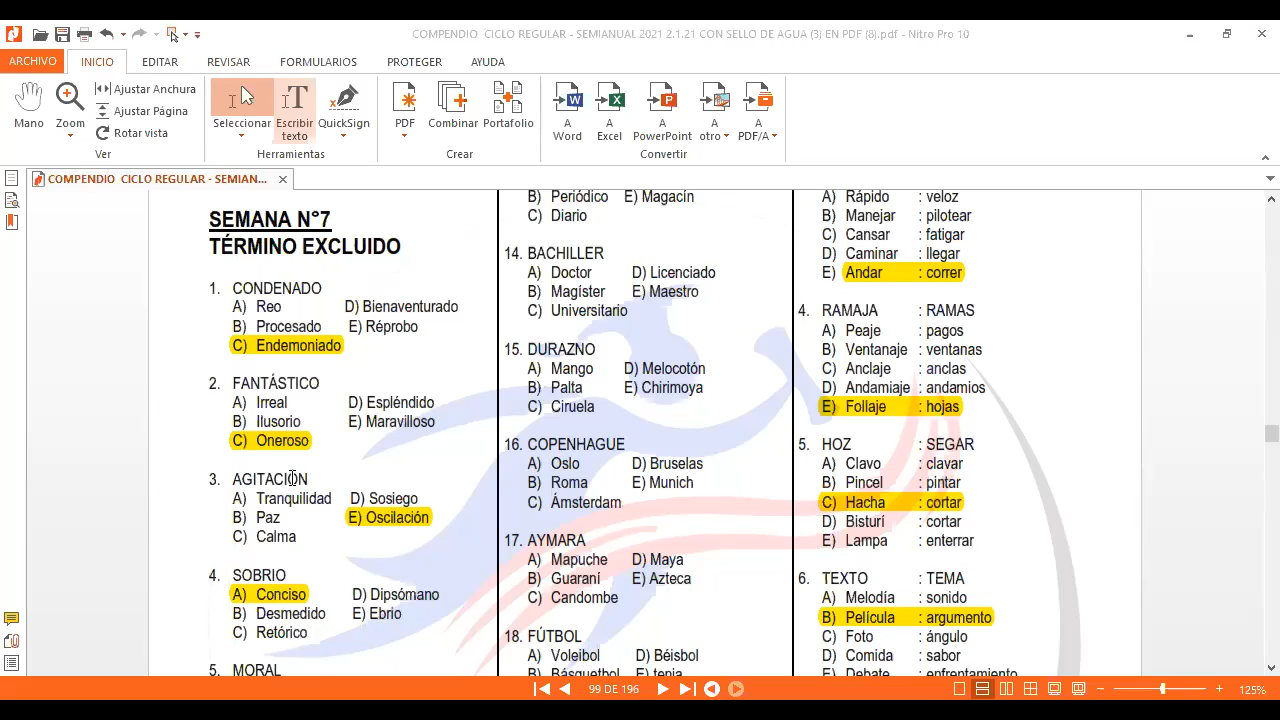 COMPENDIO CICLO REGULAR - SEMIANUAL 2021 2.1.21 CON SELLO DE AGUA (3) EN PDF (8).pdf - Nitro Pro 10
ARCHIVO INICIO EDITAR REVISAR FORMULARIOS PROTEGER AYUDA
Mano
Zoom
Ajustar Anchura
Ajustar Página
Rotar vista
Ver
Seleccionar
Escribir texto
QuickSign
Herramientas
PDF
Combinar
Portafolio
Crear
A Word
A Excel
A PowerPoint
A otro
A PDF/A
Convertir
COMPENDIO CICLO REGULAR - SEMIAN...
SEMANA N°7
TÉRMINO EXCLUIDO
1. CONDENADO
A) Reo D) Bienaventurado
B) Procesado E) Réprobo
C) Endemoniado
2. FANTÁSTICO
A) Irreal D) Espléndido
B) Ilusorio E) Maravilloso
C) Oneroso
3. AGITACIÓN
A) Tranquilidad D) Sosiego
B) Paz E) Oscilación
C) Calma
4. SOBRIO
A) Conciso D) Dipsómano
B) Desmedido E) Ebrio
C) Retórico
5. MORAL
B) Periódico E) Magacín
C) Diario
14. BACHILLER
A) Doctor D) Licenciado
B) Magíster E) Maestro
C) Universitario
15. DURAZNO
A) Mango D) Melocotón
B) Palta E) Chirimoya
C) Ciruela
16. COPENHAGUE
A) Oslo D) Bruselas
B) Roma E) Munich
C) Ámsterdam
17. AYMARA
A) Mapuche D) Maya
B) Guaraní E) Azteca
C) Candombe
18. FÚTBOL
A) Voleibol D) Béisbol
B) Básquetbol E) tenia
A) Rápido : veloz
B) Manejar : pilotear
C) Cansar : fatigar
D) Caminar : llegar
E) Andar : correr
4. RAMAJA : RAMAS
A) Peaje : pagos
B) Ventanaje : ventanas
C) Anclaje : anclas
D) Andamiaje : andamios
E) Follaje : hojas
5. HOZ : SEGAR
A) Clavo : clavar
B) Pincel : pintar
C) Hacha : cortar
D) Bisturí : cortar
E) Lampa : enterrar
6. TEXTO : TEMA
A) Melodía : sonido
B) Película : argumento
C) Foto : ángulo
D) Comida : sabor
E) Debate : enfrentamiento
99 DE 196
125%